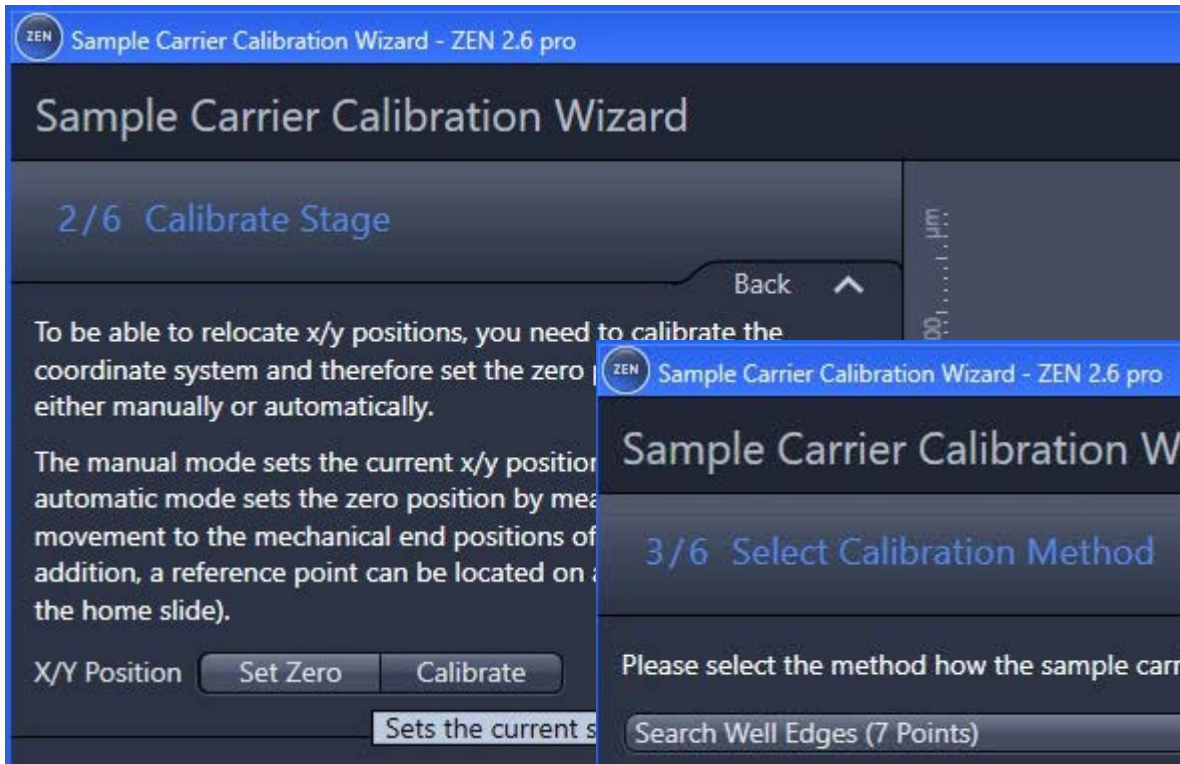 ZEN Sample Carrier Calibration Wizard - ZEN 2.6 pro
Sample Carrier Calibration Wizard
2/6 Calibrate Stage
Back
To be able to relocate x/y positions, you need to calibrate the
coordinate system and therefore set the zero
either manually or automatically.
The manual mode sets the current x/y position
automatic mode sets the zero position by
movement to the mechanical end positions of
addition, a reference point can be located on
the home slide).
X/Y Position Set Zero Calibrate
Sets the current
µm
ZEN Sample Carrier Calibration Wizard - ZEN 2.6 pro
Sample Carrier Calibration
3/6 Select Calibration Method
Please select the method how the sample
Search Well Edges (7 Points)